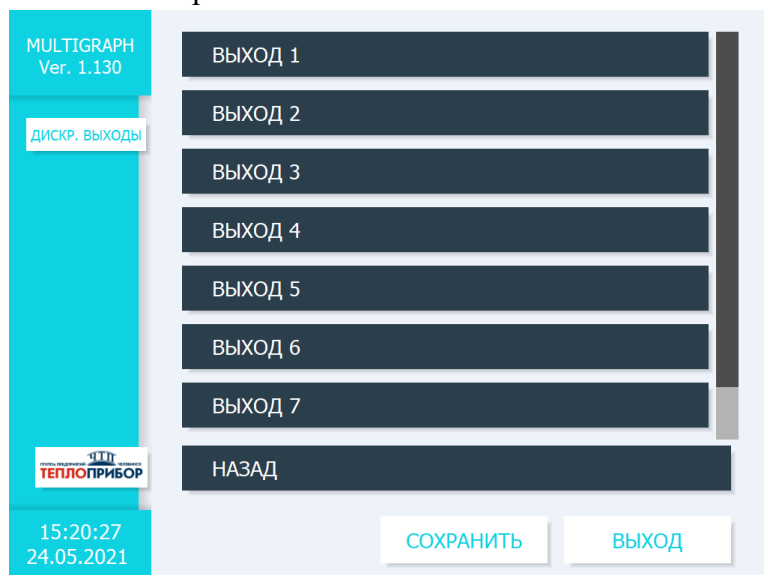 MULTIGRAPH
Ver. 1.130
ДИСКР. ВЫХОДЫ
ВЫХОД 1
ВЫХОД 2
ВЫХОД 3
ВЫХОД 4
ВЫХОД 5
ВЫХОД 6
ВЫХОД 7
НАЗАД
ЧТП
ТЕПЛОПРИБОР
15:20:27
24.05.2021
СОХРАНИТЬ
ВЫХОД